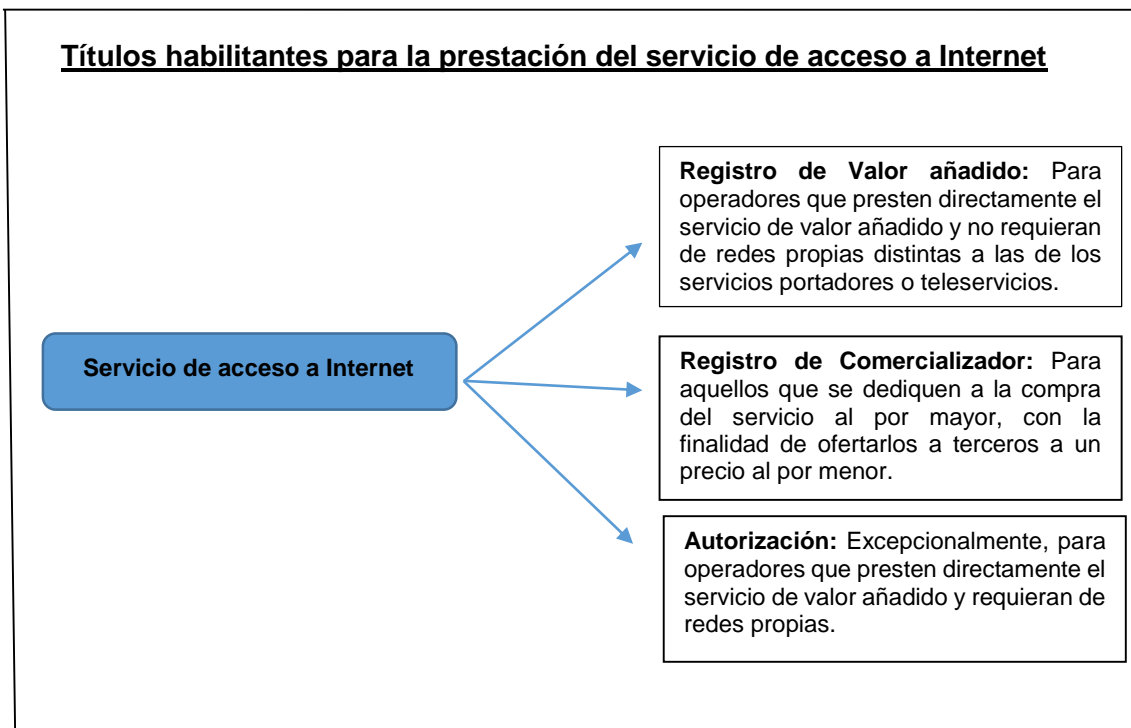 Títulos habilitantes para la prestación del servicio de acceso a Internet
Registro de Valor añadido: Para
operadores que presten directamente el
servicio de valor añadido y no requieran
de redes propias distintas a las de los
servicios portadores o teleservicios.
Servicio de acceso a Internet
Registro de Comercializador: Para
aquellos que se dediquen a la compra
del servicio al por mayor, con la
finalidad de ofertarlos a terceros a un
precio al por menor.
Autorización: Excepcionalmente, para
operadores que presten directamente el
servicio de valor añadido y requieran de
redes propias.